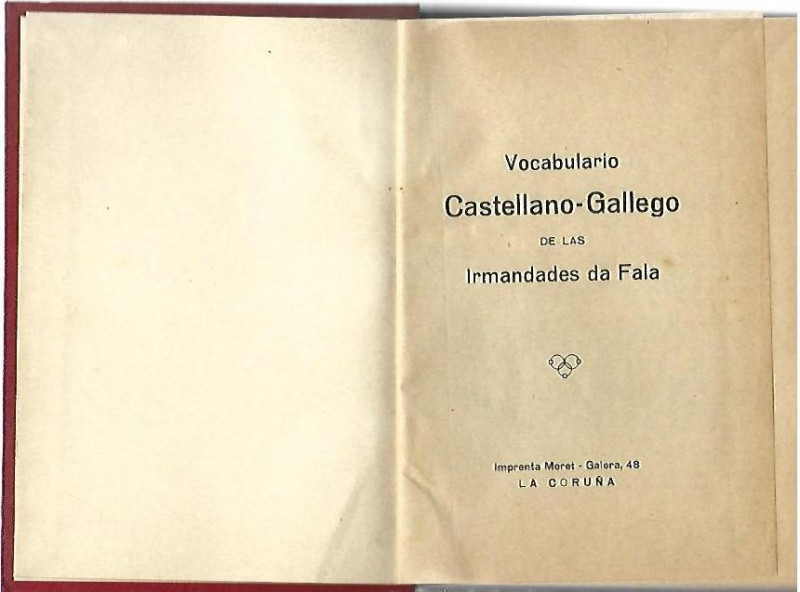 Vocabulario
Castellano-Gallego
DE LAS
Irmandades da Fala
Imprenta Moret - Galera, 48
LA CORUÑA